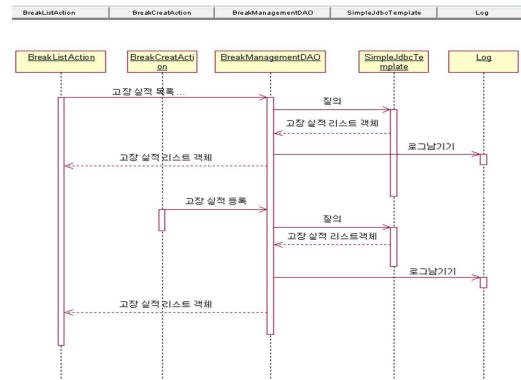 BreakListAction BreakCreateAction BreakManagementDAO SimpleJdboTemplate Log
BreakListAction BreakCreatActi BreakManagementDAO SimpleJdbcTe Log
on mplate
고장 실적 목록 ...
질의
고장 실적 리스트 객체
로그남기기
고장 실적 리스트 객체
고장 실적 등록
질의
고장 실적 리스트객체
로그남기기
고장 실적 리스트 객체